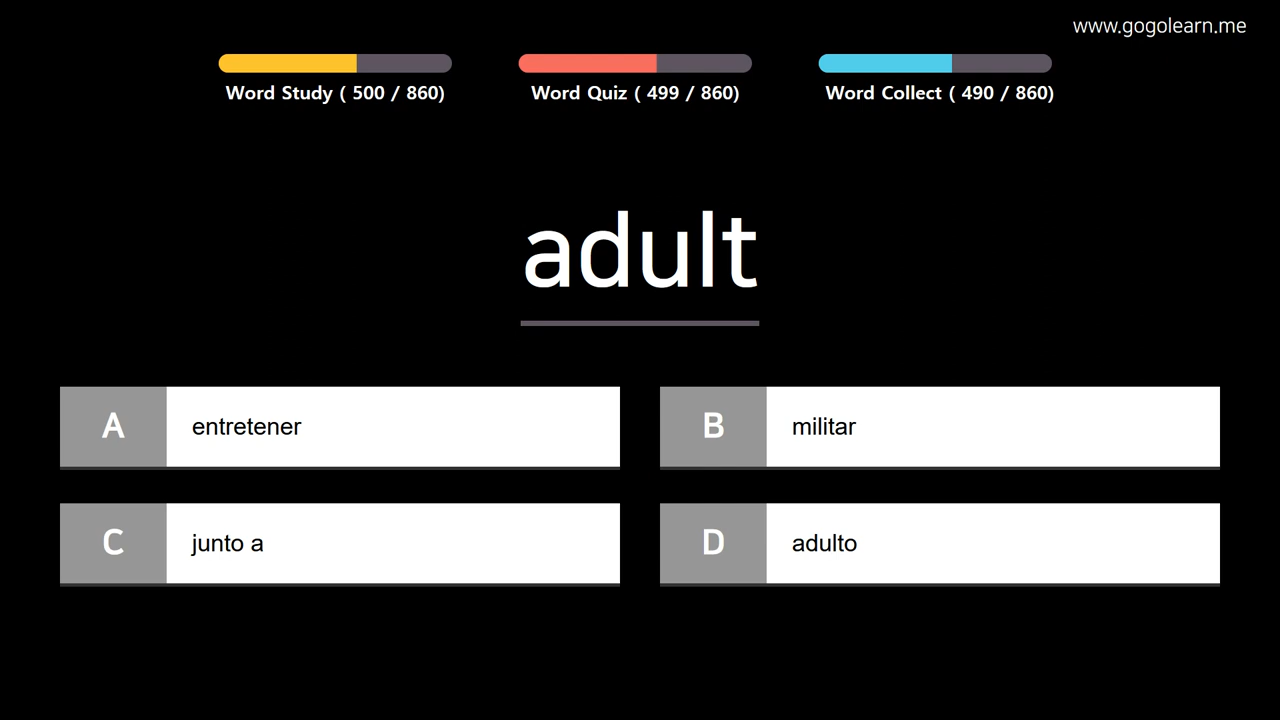 www.gogolearn.me
Word Study ( 500 / 860)
Word Quiz ( 499 / 860)
Word Collect ( 490 / 860)
adult
A
entretener
B
militar
C
junto a
D
adulto